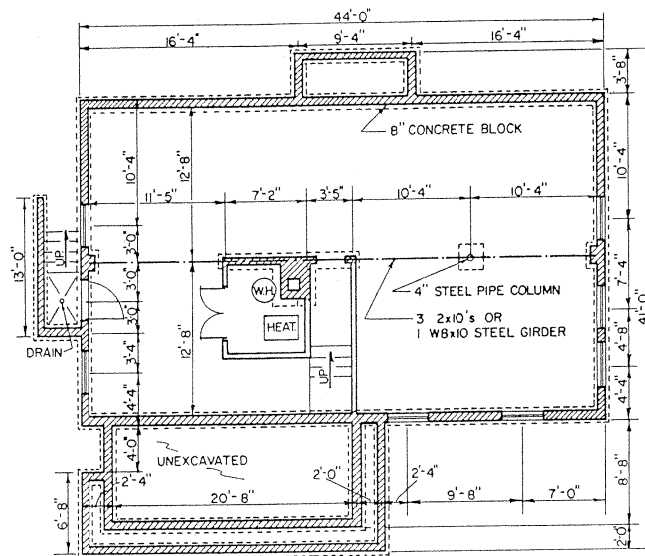 44'-0"
16'-4" 9'-4" 16'-4"
3'-8"
8" CONCRETE BLOCK
10'-4" 12'-8" 10'-4"
11'-5" 7'-2" 3'-5" 10'-4" 10'-4"
13'-0"
UP
3'-0"
3'-0"
3'-0"
W.H.
4" STEEL PIPE COLUMN
7'-4"
HEAT.
3 2x10's OR
1 W8x10 STEEL GIRDER
41'-0"
DRAIN
3'-4"
12'-8"
4'-8"
UP
4'-4"
4'-4"
4'-0"
UNEXCAVATED
2'-4" 2'-0" 2'-4"
8'-8"
6'-8"
20'-8" 9'-8" 7'-0"
2'-0"